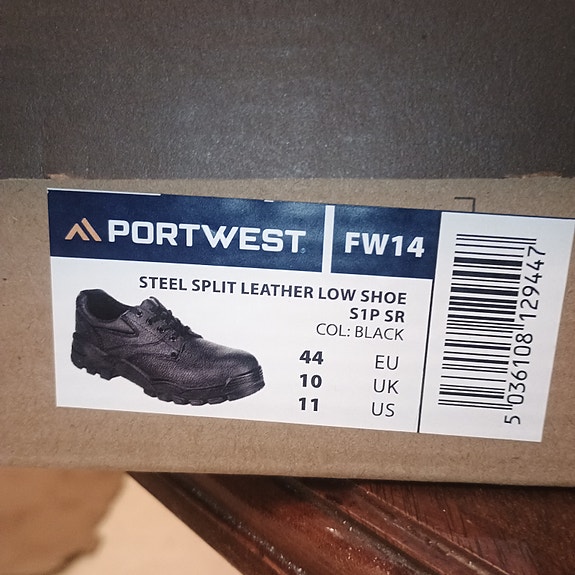 PORTWEST
FW14
STEEL SPLIT LEATHER LOW SHOE
S1P SR
COL: BLACK
44 EU
10 UK
11 US
5 036108 129447